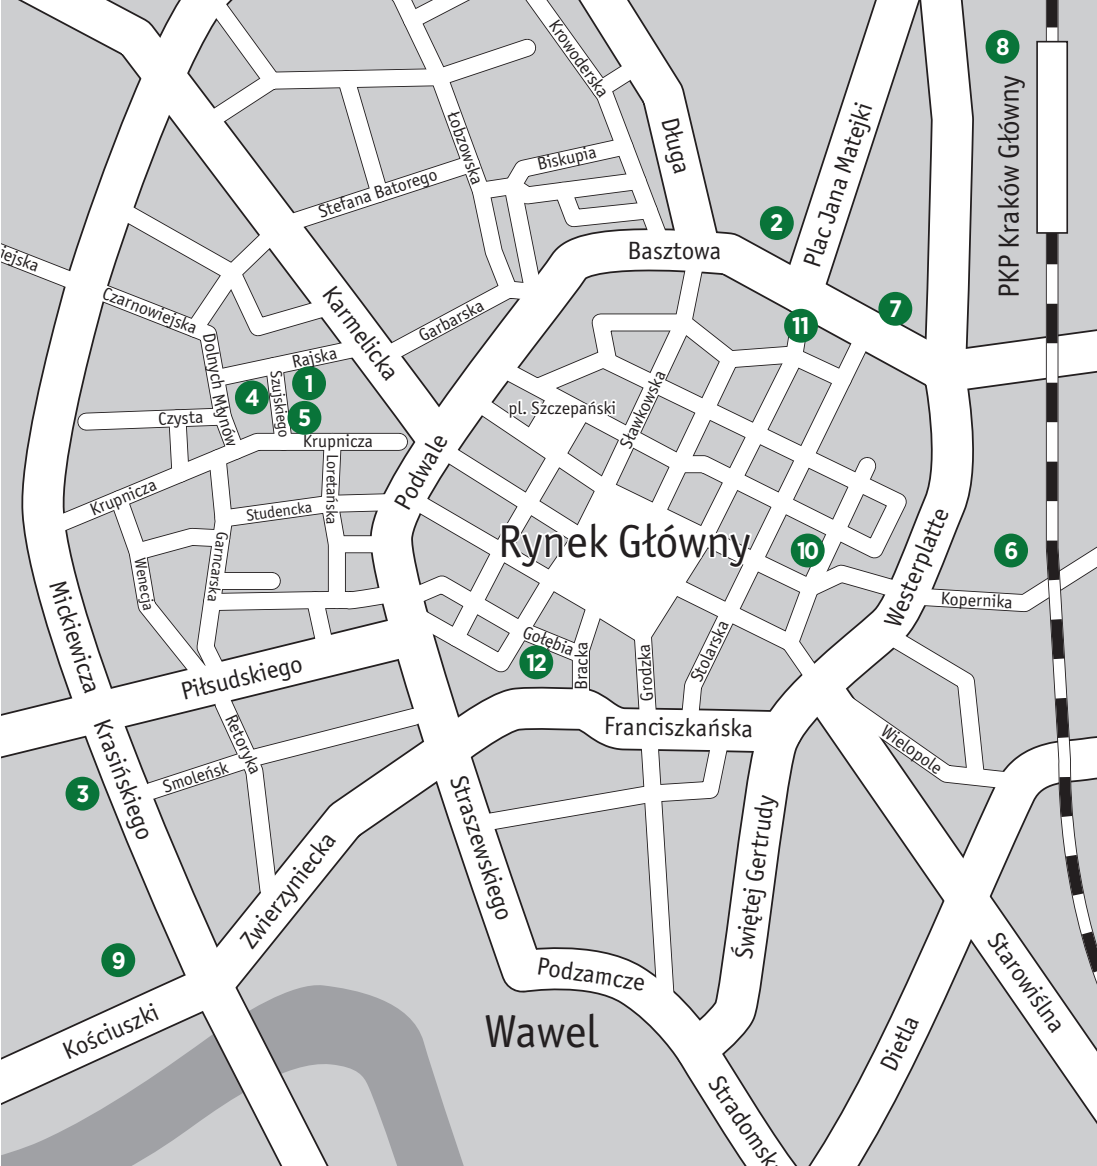 Krowoderska
8
PKP Kraków Główny
Łobzowska
Długa
Plac Jana Matejki
Biskupia
Stefana Batorego
2
Basztowa
iejska
Czarnowiejska
Karmelicka
Garbarska
7
11
Dolnych Młynów
Rajska
Szujskiego
1
4
5
Sławkowska
pl. Szczepański
Czysta
Krupnicza
Podwale
Krupnicza
Loretańska
Studencka
Rynek Główny
10
6
Westerplatte
Garncarska
Wenecja
Kopernika
Mickiewicza
Gołębia
12
Bracka
Grodzka
Stolarska
Piłsudskiego
Retoryka
Franciszkańska
Wielopole
Krasińskiego
Smoleńsk
3
Straszewskiego
Zwierzyniecka
Świętej Gertrudy
9
Podzamcze
Starowiślna
Kościuszki
Wawel
Dietla
Stradomsk